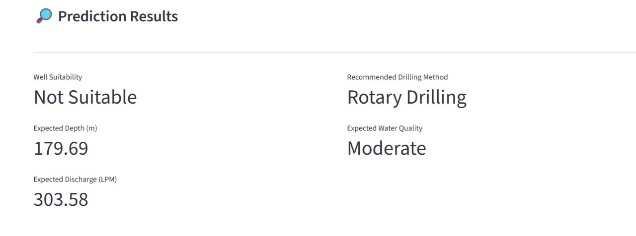 Prediction Results
Well Suitability
Not Suitable
Recommended Drilling Method
Rotary Drilling
Expected Depth (m)
179.69
Expected Water Quality
Moderate
Expected Discharge (LPM)
303.58